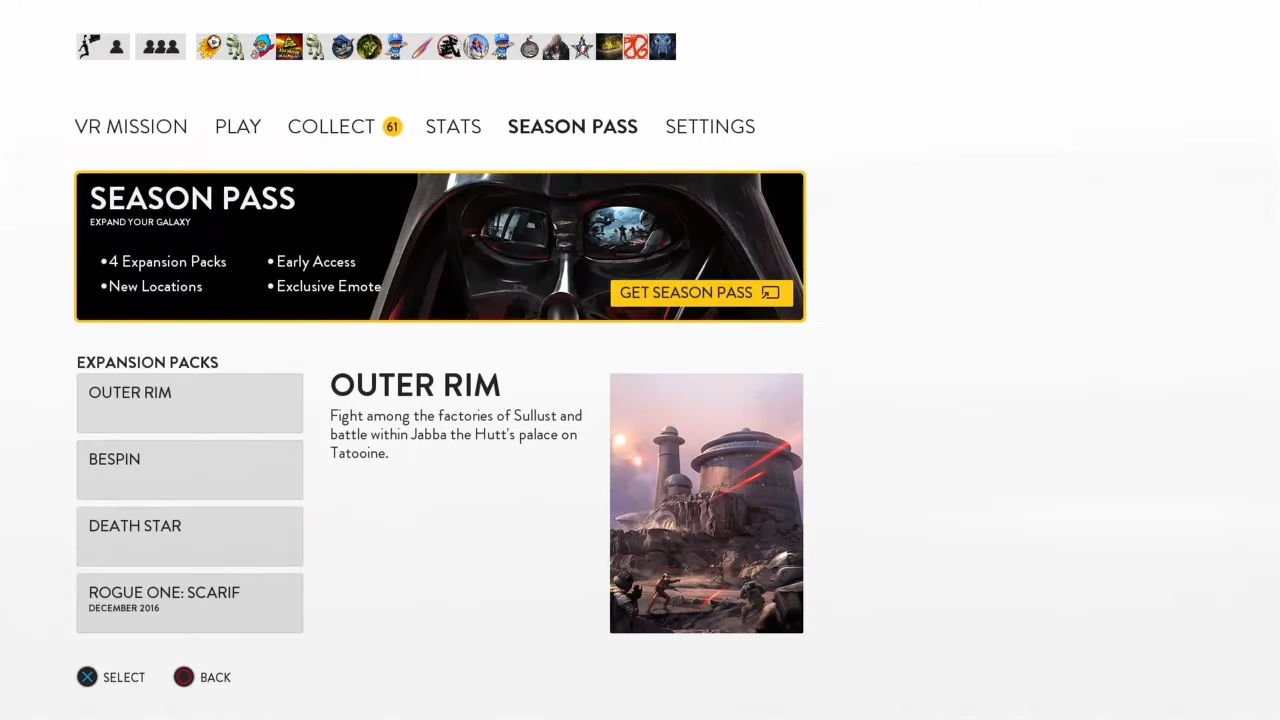 VR MISSION PLAY COLLECT 61 STATS SEASON PASS SETTINGS
SEASON PASS
EXPAND YOUR GALAXY
•4 Expansion Packs •Early Access
•New Locations •Exclusive Emote
GET SEASON PASS
EXPANSION PACKS
OUTER RIM
BESPIN
DEATH STAR
ROGUE ONE: SCARIF
DECEMBER 2016
OUTER RIM
Fight among the factories of Sullust and
battle within Jabba the Hutt's palace on
Tatooine.
SELECT BACK